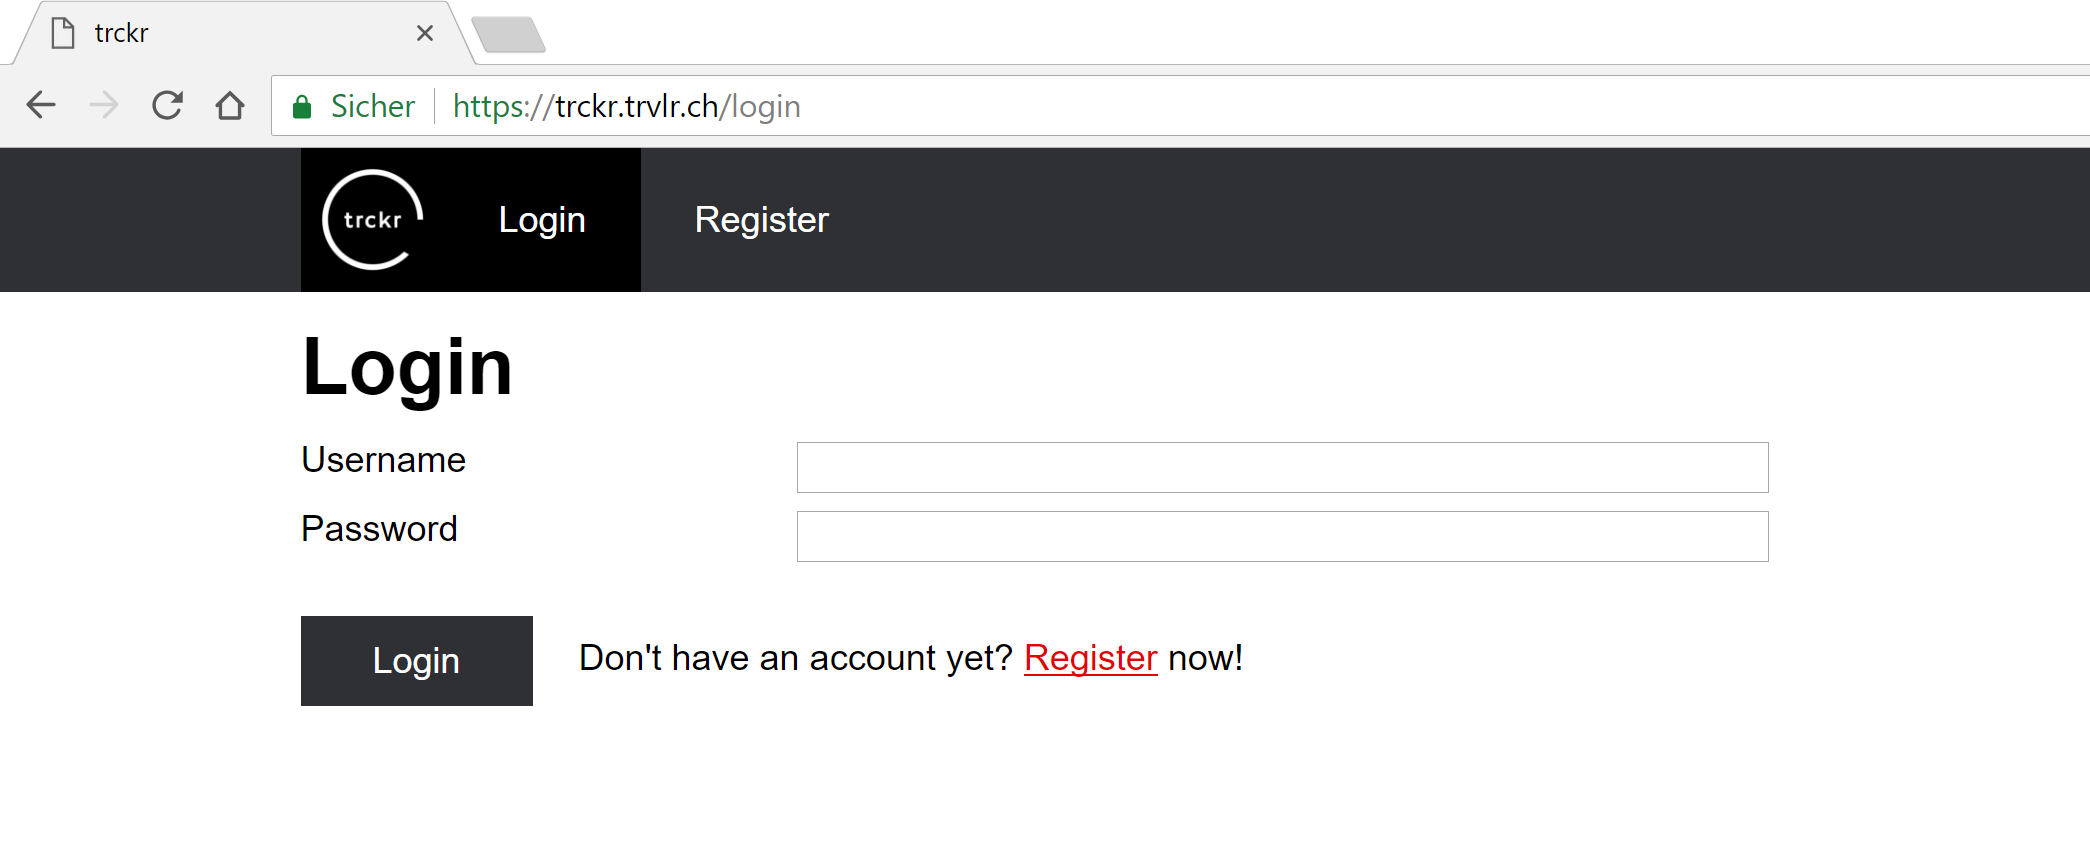 trckr
Sicher https://trckr.trvlr.ch/login
trckr Login Register
Login
Username
Password
Login Don't have an account yet? Register now!